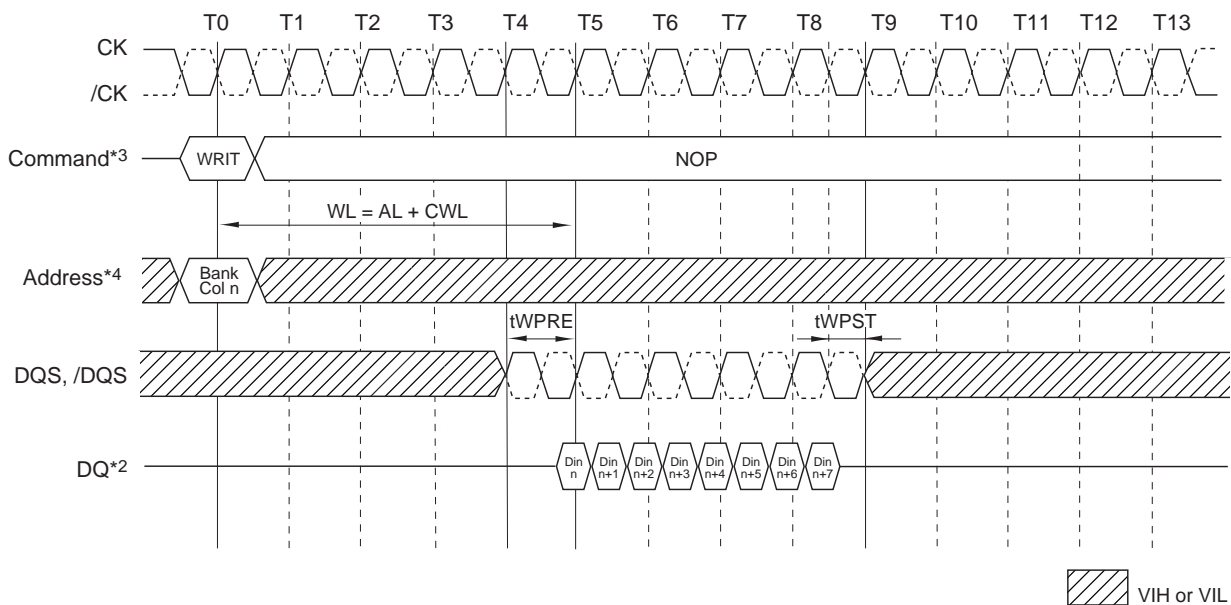 T0 T1 T2 T3 T4 T5 T6 T7 T8 T9 T10 T11 T12 T13
CK
/CK
Command*3 WRIT NOP
WL = AL + CWL
Address*4 Bank
Col n
tWPRE tWPST
DQS, /DQS
DQ*2 Din Din Din Din Din Din Din Din
n n+1 n+2 n+3 n+4 n+5 n+6 n+7
VIH or VIL